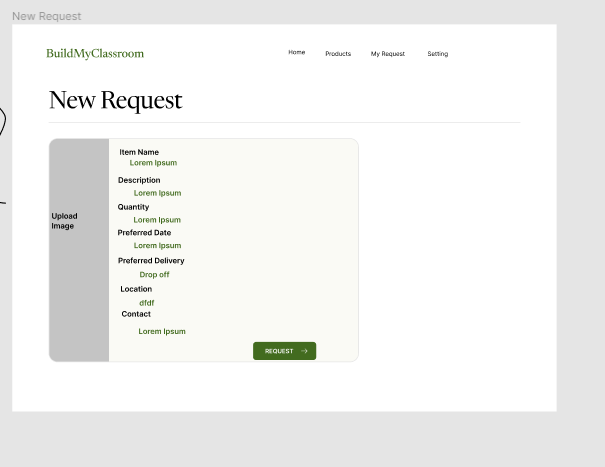 New Request
BuildMyClassroom
Home Products My Request Setting
New Request
Upload
Image
Item Name
Lorem Ipsum
Description
Lorem Ipsum
Quantity
Lorem Ipsum
Preferred Date
Lorem Ipsum
Preferred Delivery
Drop off
Location
dfdf
Contact
Lorem Ipsum
REQUEST →